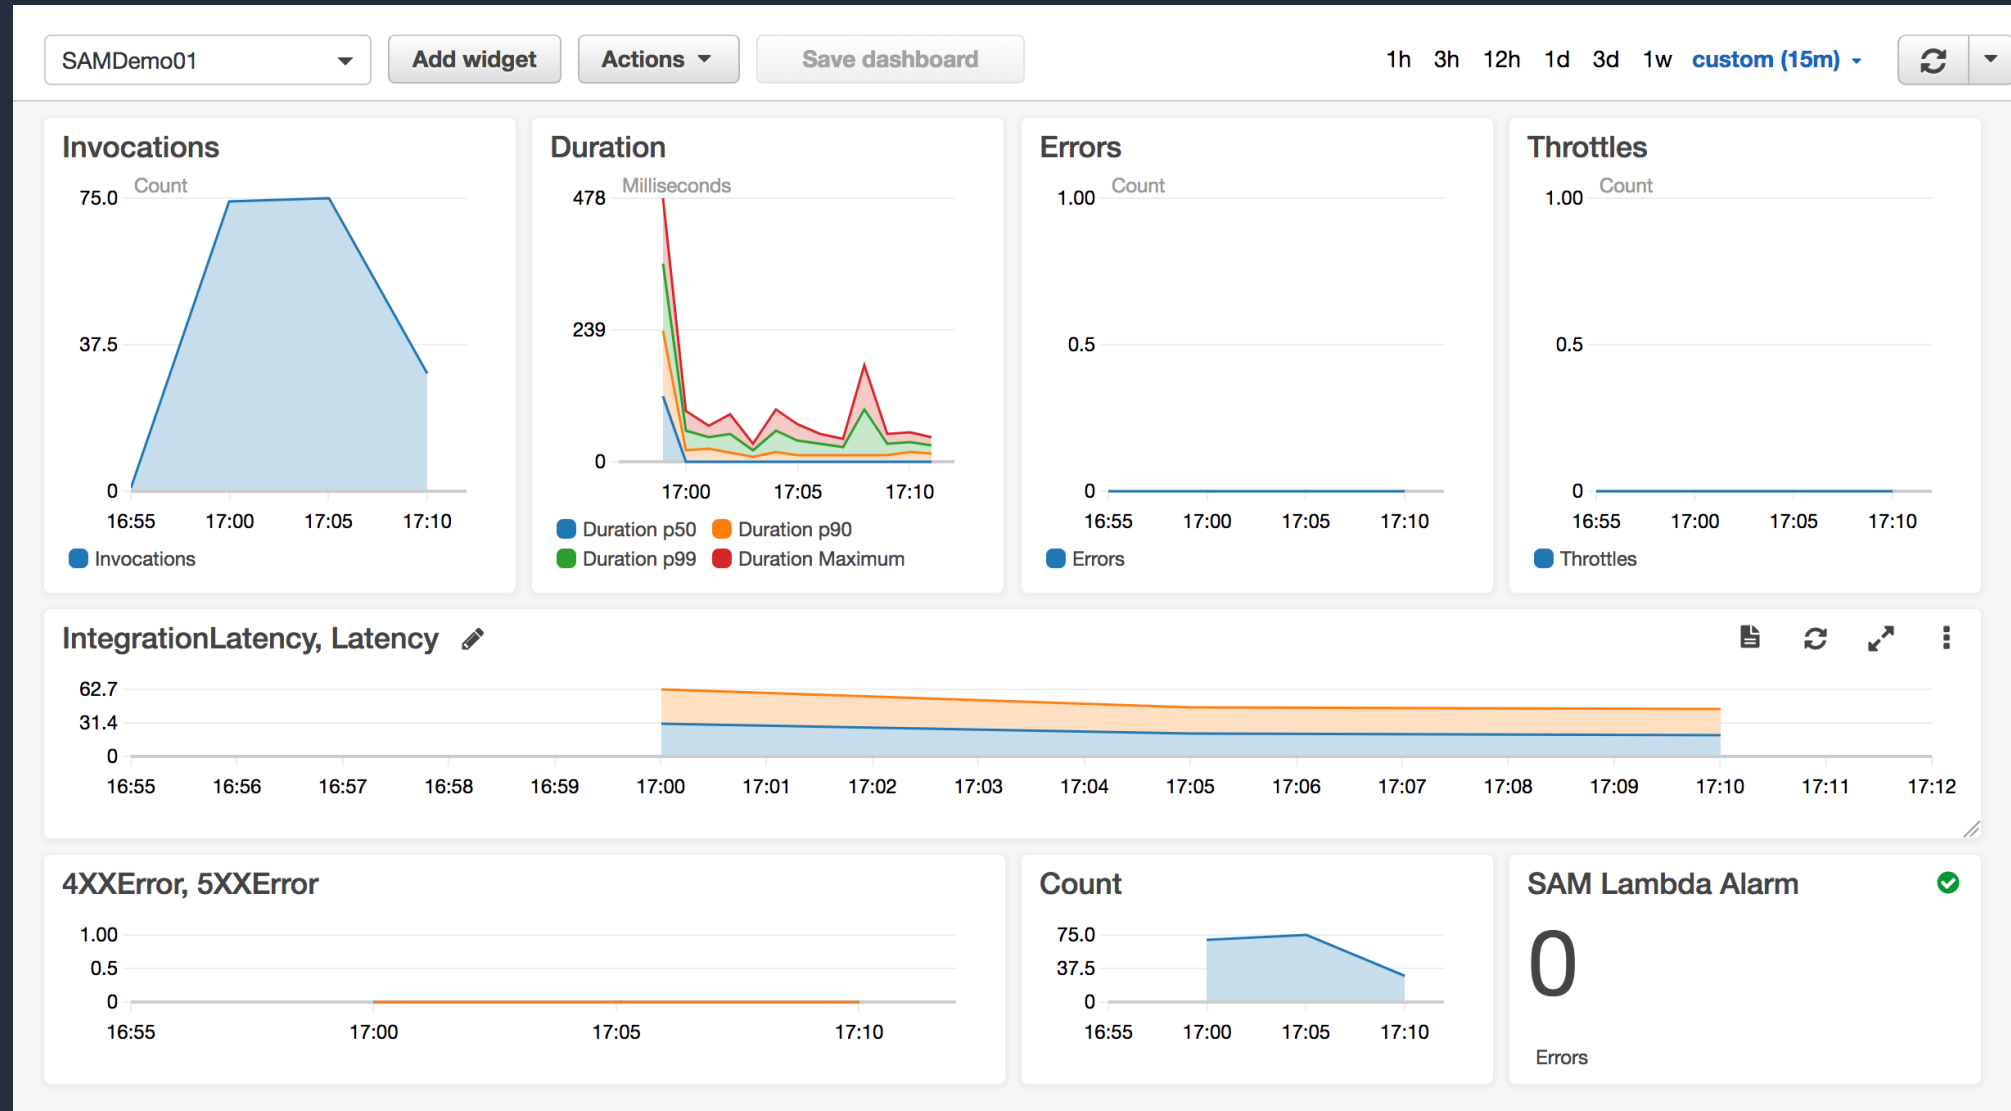 SAMDemo01 Add widget Actions Save dashboard 1h 3h 12h 1d 3d 1w custom (15m)
Invocations
Count
75.0
37.5
0
16:55 17:00 17:05 17:10
Invocations
Duration
Milliseconds
478
239
0
17:00 17:05 17:10
Duration p50 Duration p90
Duration p99 Duration Maximum
Errors
Count
1.00
0.5
0
16:55 17:00 17:05 17:10
Errors
Throttles
Count
1.00
0.5
0
16:55 17:00 17:05 17:10
Throttles
IntegrationLatency, Latency
62.7
31.4
0
16:55 16:56 16:57 16:58 16:59 17:00 17:01 17:02 17:03 17:04 17:05 17:06 17:07 17:08 17:09 17:10 17:11 17:12
4XXError, 5XXError
1.00
0.5
0
16:55 17:00 17:05 17:10
Count
75.0
37.5
0
16:55 17:00 17:05 17:10
SAM Lambda Alarm
0
Errors